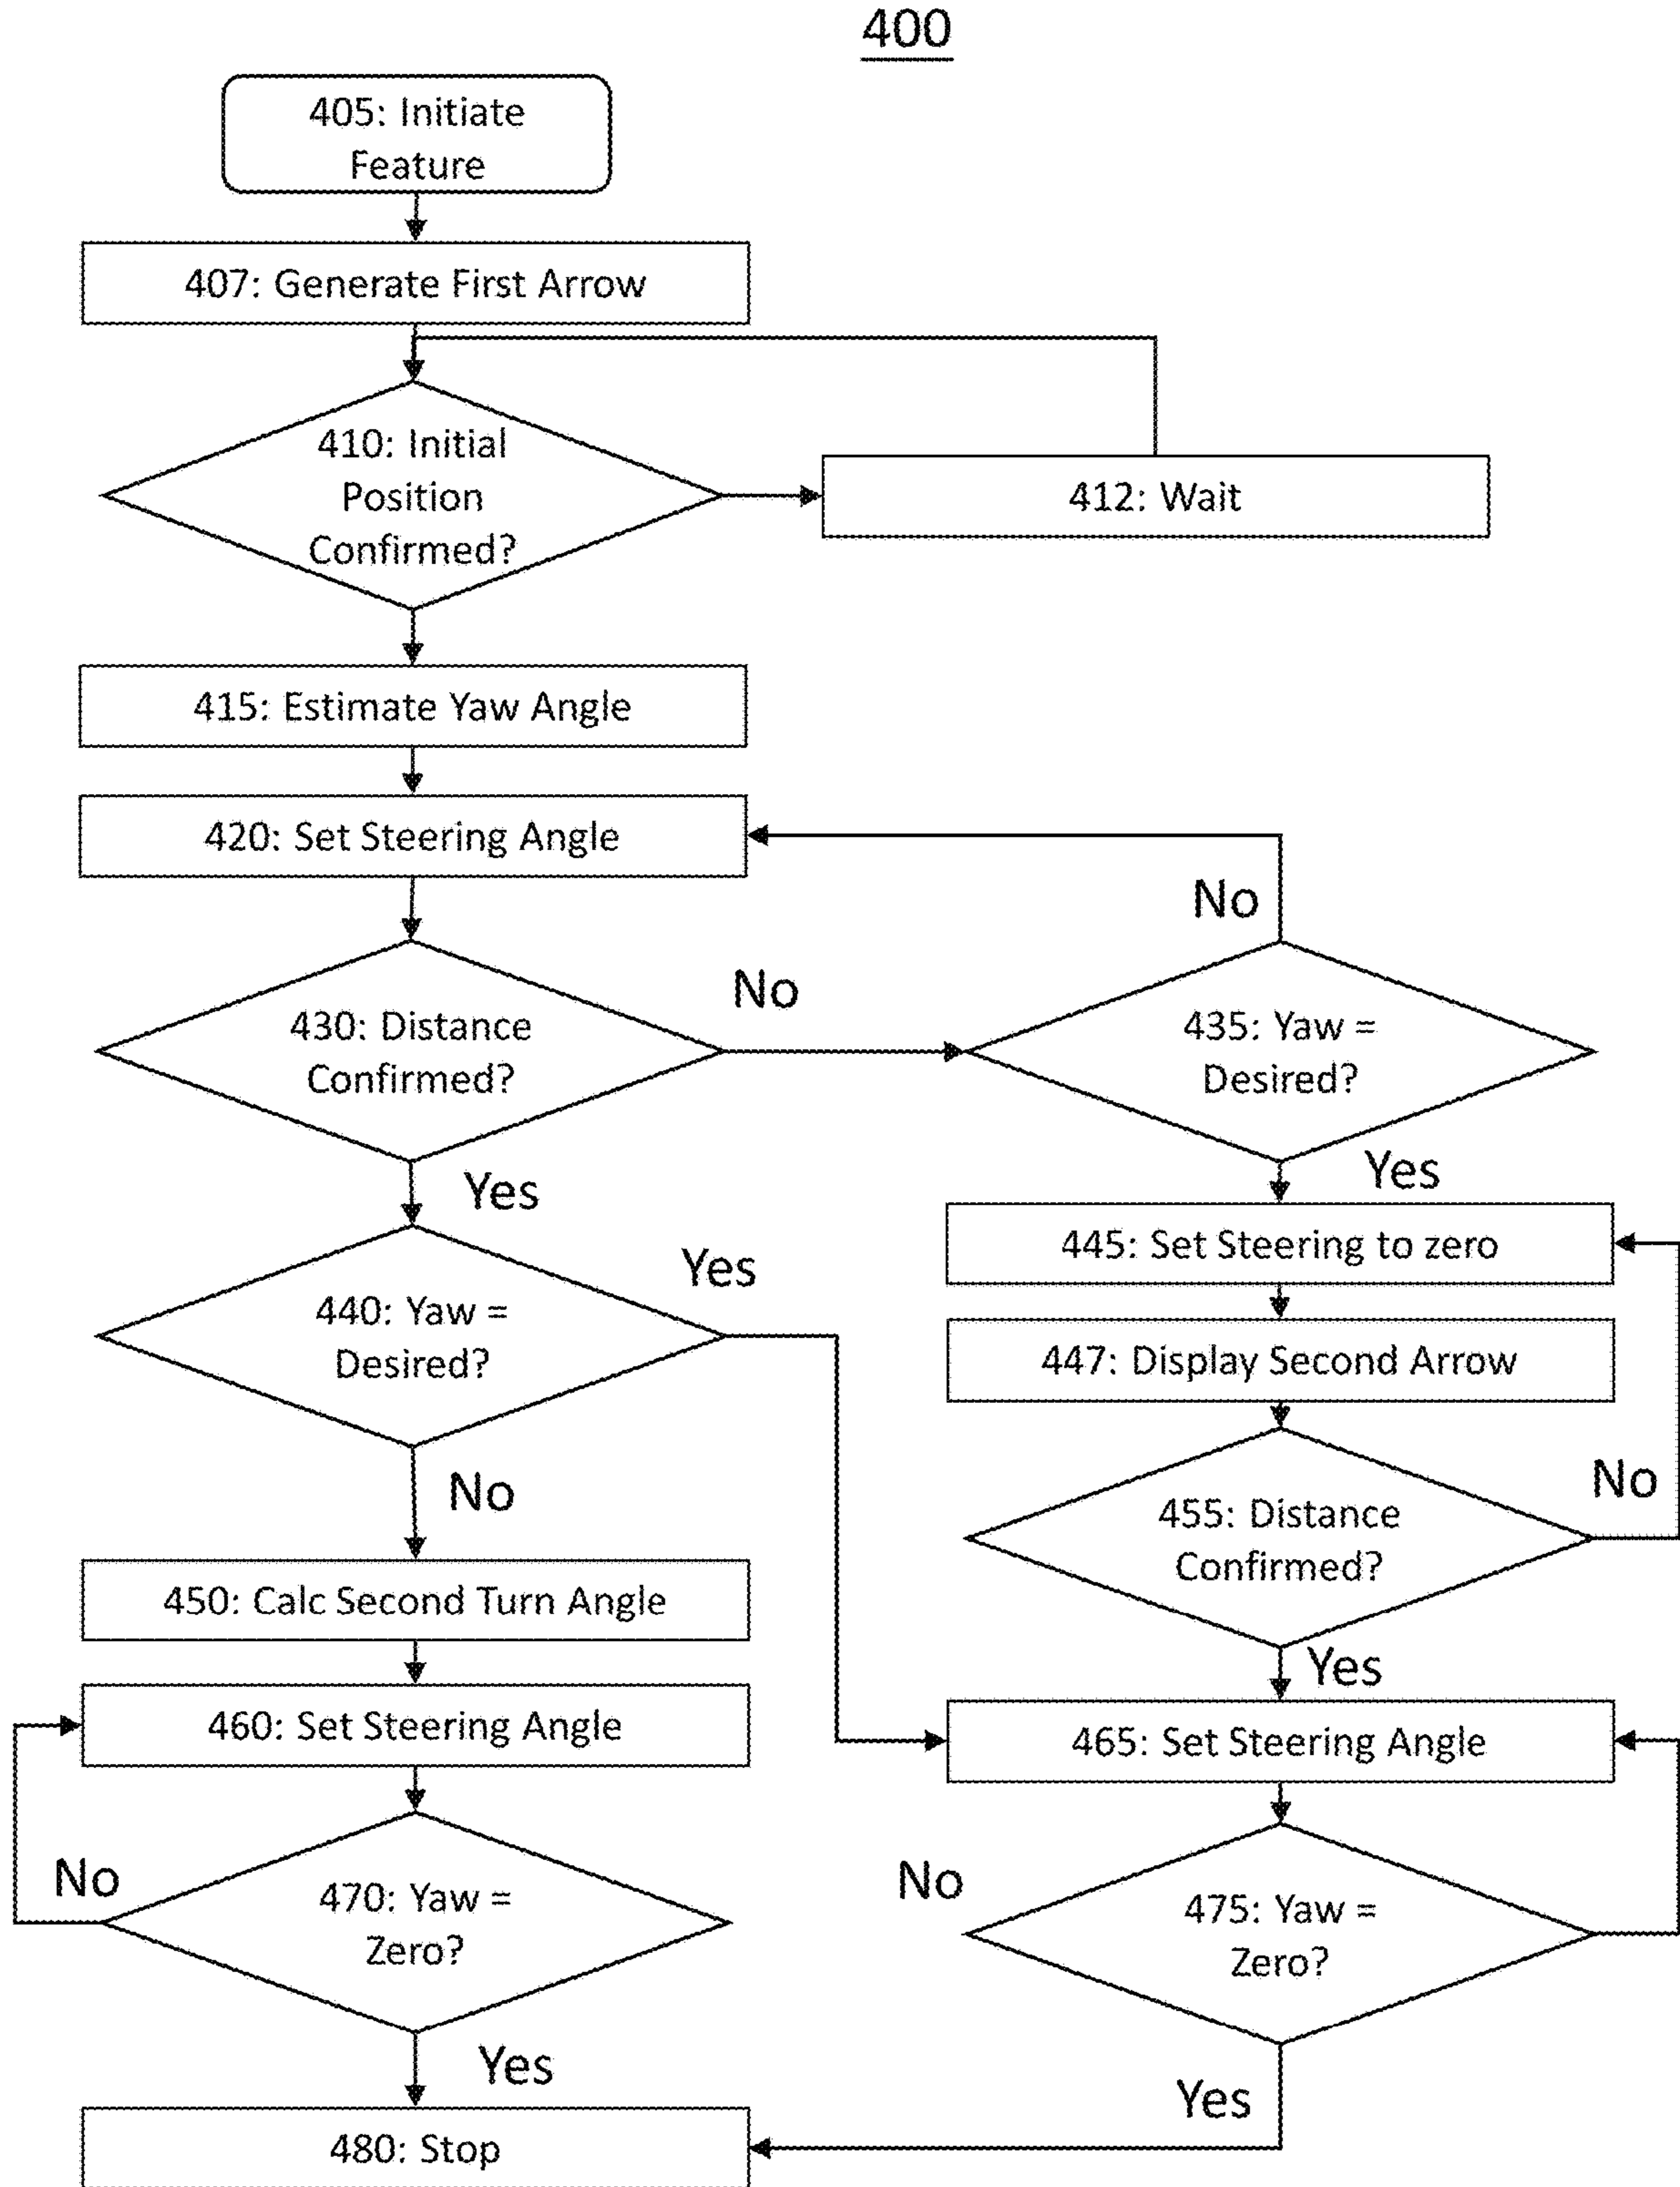 400
405: Initiate
Feature
407: Generate First Arrow
410: Initial
Position
Confirmed?
412: Wait
415: Estimate Yaw Angle
420: Set Steering Angle
No
430: Distance
Confirmed?
No
435: Yaw =
Desired?
Yes
Yes
440: Yaw =
Desired?
Yes
445: Set Steering to zero
447: Display Second Arrow
No
455: Distance
Confirmed?
No
Yes
450: Calc Second Turn Angle
460: Set Steering Angle
465: Set Steering Angle
No
470: Yaw =
Zero?
No
475: Yaw =
Zero?
Yes
Yes
480: Stop